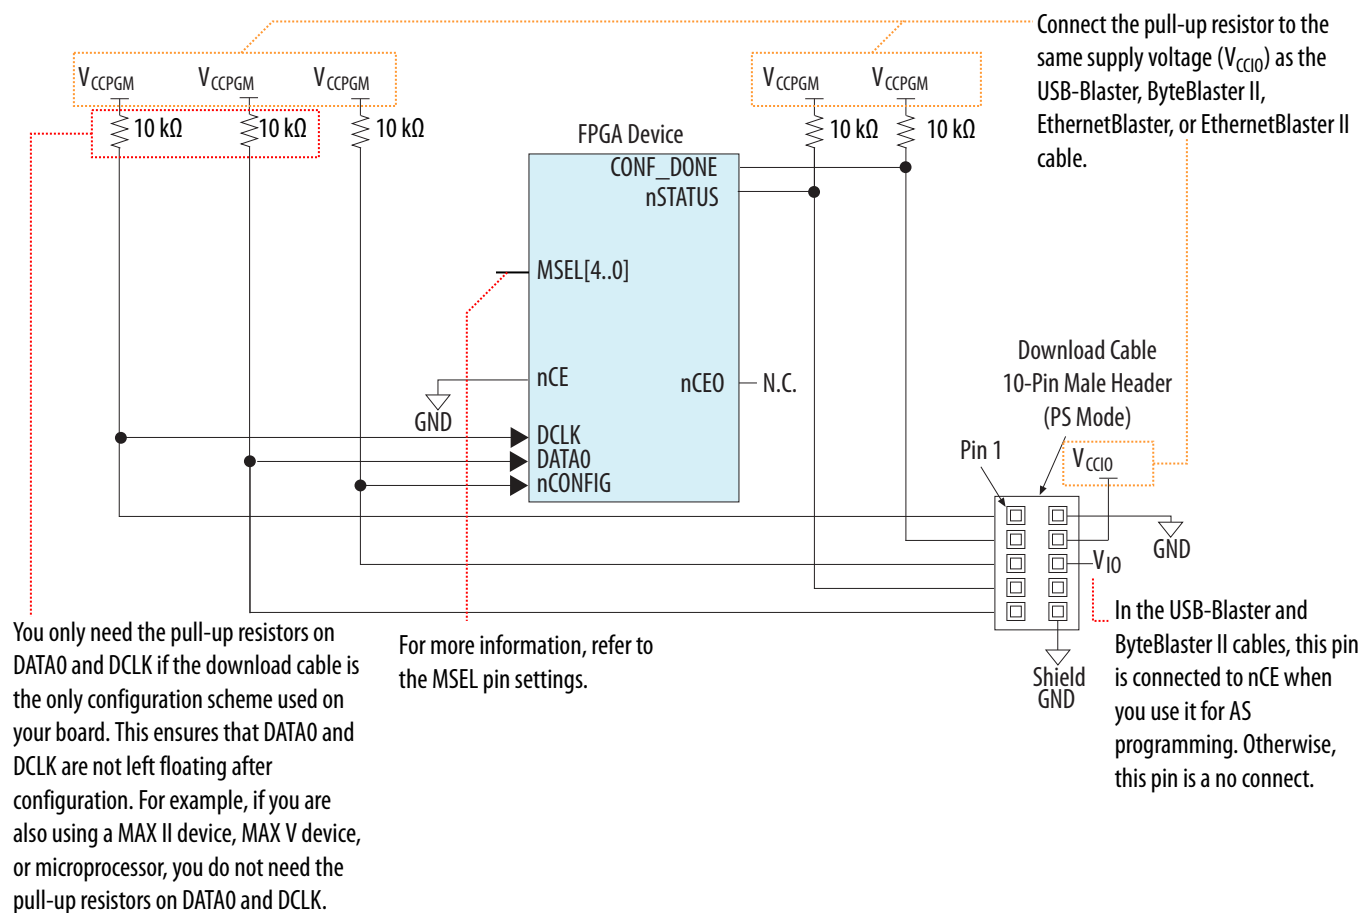 Connect the pull-up resistor to the
same supply voltage (VCCIO) as the
USB-Blaster, ByteBlaster II,
EthernetBlaster, or EthernetBlaster II
cable.
VCCPGM
VCCPGM
VCCPGM
VCCPGM
VCCPGM
10 kΩ
10 kΩ
10 kΩ
10 kΩ
10 kΩ
FPGA Device
CONF_DONE
nSTATUS
MSEL[4..0]
nCE
nCEO
N.C.
GND
DCLK
DATA0
nCONFIG
Download Cable
10-Pin Male Header
(PS Mode)
Pin 1
VCCIO
GND
VIO
Shield
GND
You only need the pull-up resistors on
DATA0 and DCLK if the download cable is
the only configuration scheme used on
your board. This ensures that DATA0 and
DCLK are not left floating after
configuration. For example, if you are
also using a MAX II device, MAX V device,
or microprocessor, you do not need the
pull-up resistors on DATA0 and DCLK.
For more information, refer to
the MSEL pin settings.
In the USB-Blaster and
ByteBlaster II cables, this pin
is connected to nCE when
you use it for AS
programming. Otherwise,
this pin is a no connect.